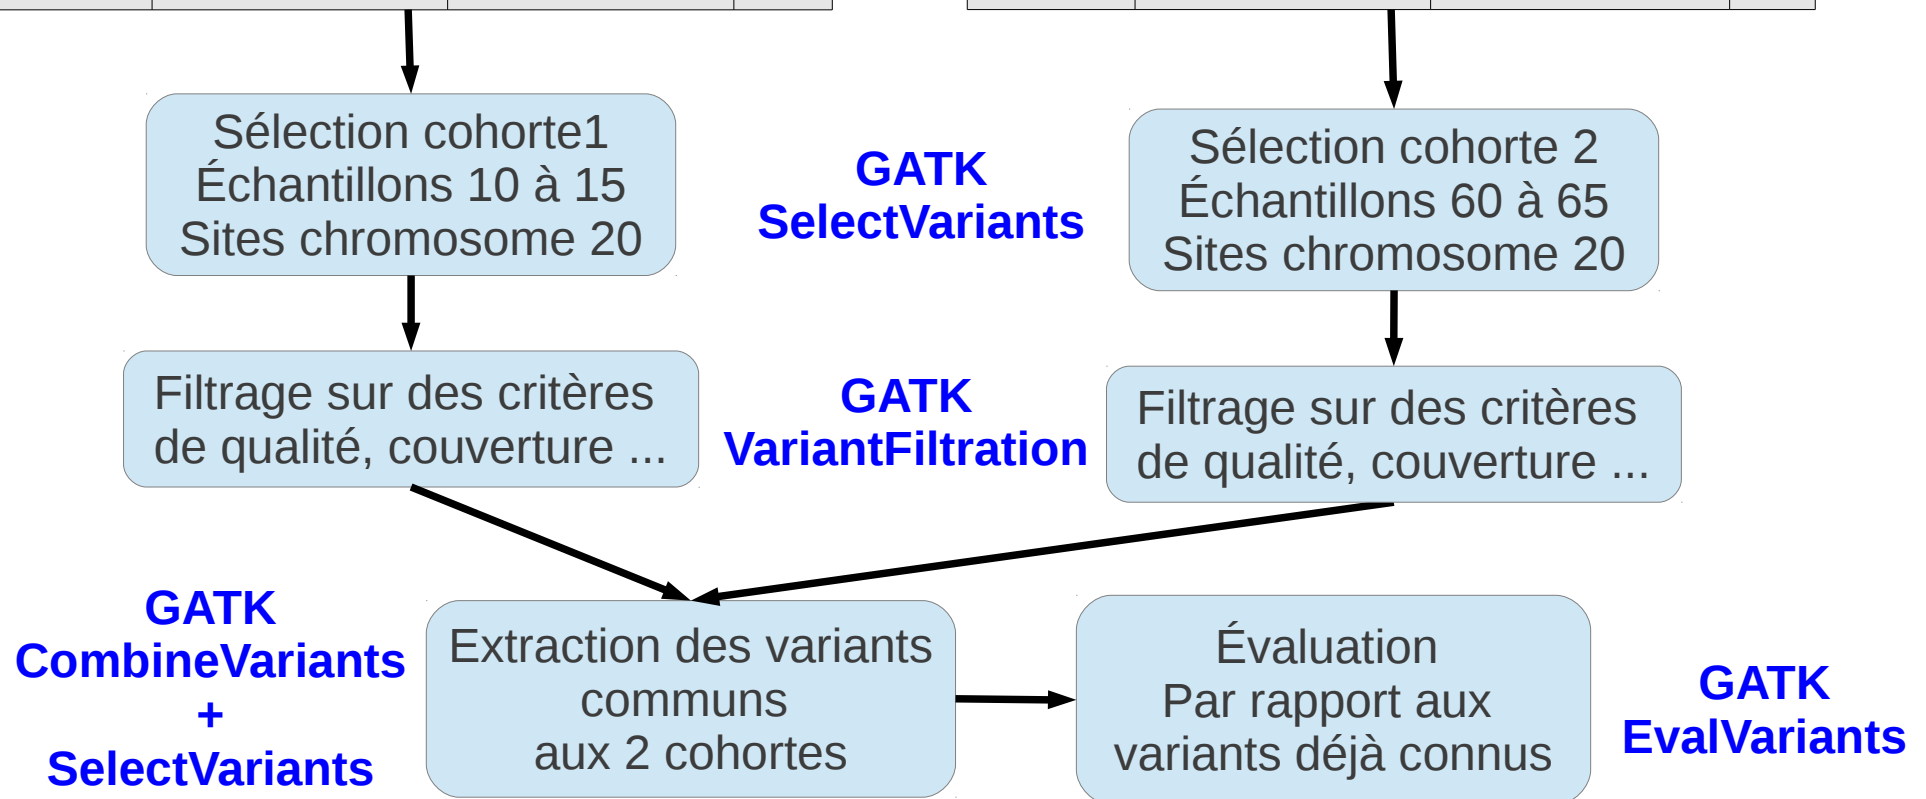 Sélection cohorte1
Échantillons 10 à 15
Sites chromosome 20
GATK
SelectVariants
Sélection cohorte 2
Échantillons 60 à 65
Sites chromosome 20
Filtrage sur des critères
de qualité, couverture ...
GATK
VariantFiltration
Filtrage sur des critères
de qualité, couverture ...
GATK
CombineVariants
+
SelectVariants
Extraction des variants
communs
aux 2 cohortes
Évaluation
Par rapport aux
variants déjà connus
GATK
EvalVariants